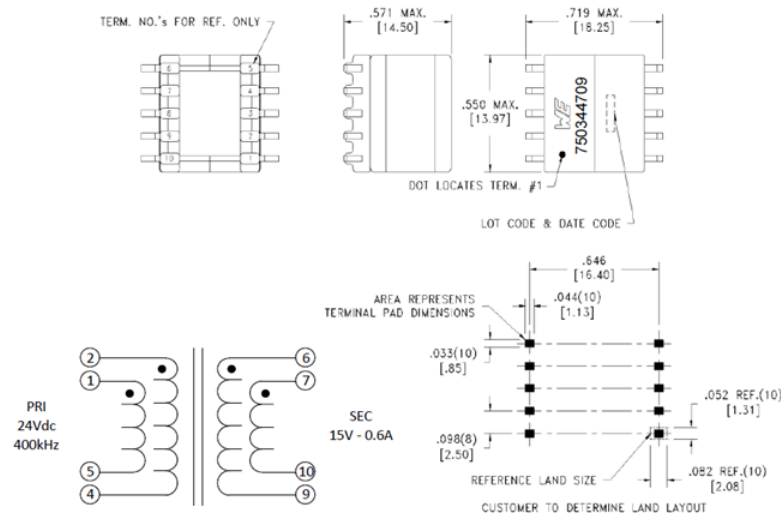 TERM. NO.'s FOR REF. ONLY
6
7
8
9
10
5
4
3
2
1
.571 MAX.
[14.50]
.719 MAX.
[18.25]
.550 MAX.
[13.97]
WE
750344709
DOT LOCATES TERM. #1
LOT CODE & DATE CODE
2
1
5
4
PRI
24Vdc
400kHz
6
7
10
9
SEC
15V - 0.6A
.646
[16.40]
AREA REPRESENTS
TERMINAL PAD DIMENSIONS
.044(10)
[1.13]
.033(10)
[.85]
.098(8)
[2.50]
.052 REF.(10)
[1.31]
.082 REF.(10)
[2.08]
REFERENCE LAND SIZE
CUSTOMER TO DETERMINE LAND LAYOUT